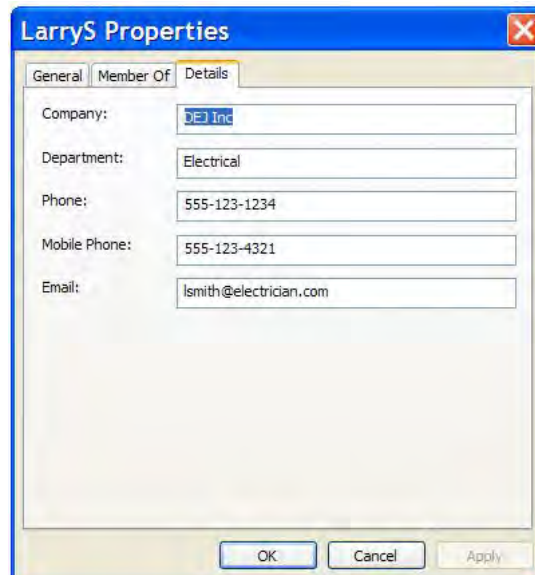 LarryS Properties
General Member Of Details
Company: DEJ Inc
Department: Electrical
Phone: 555-123-1234
Mobile Phone: 555-123-4321
Email: lsmith@electrician.com
OK Cancel Apply